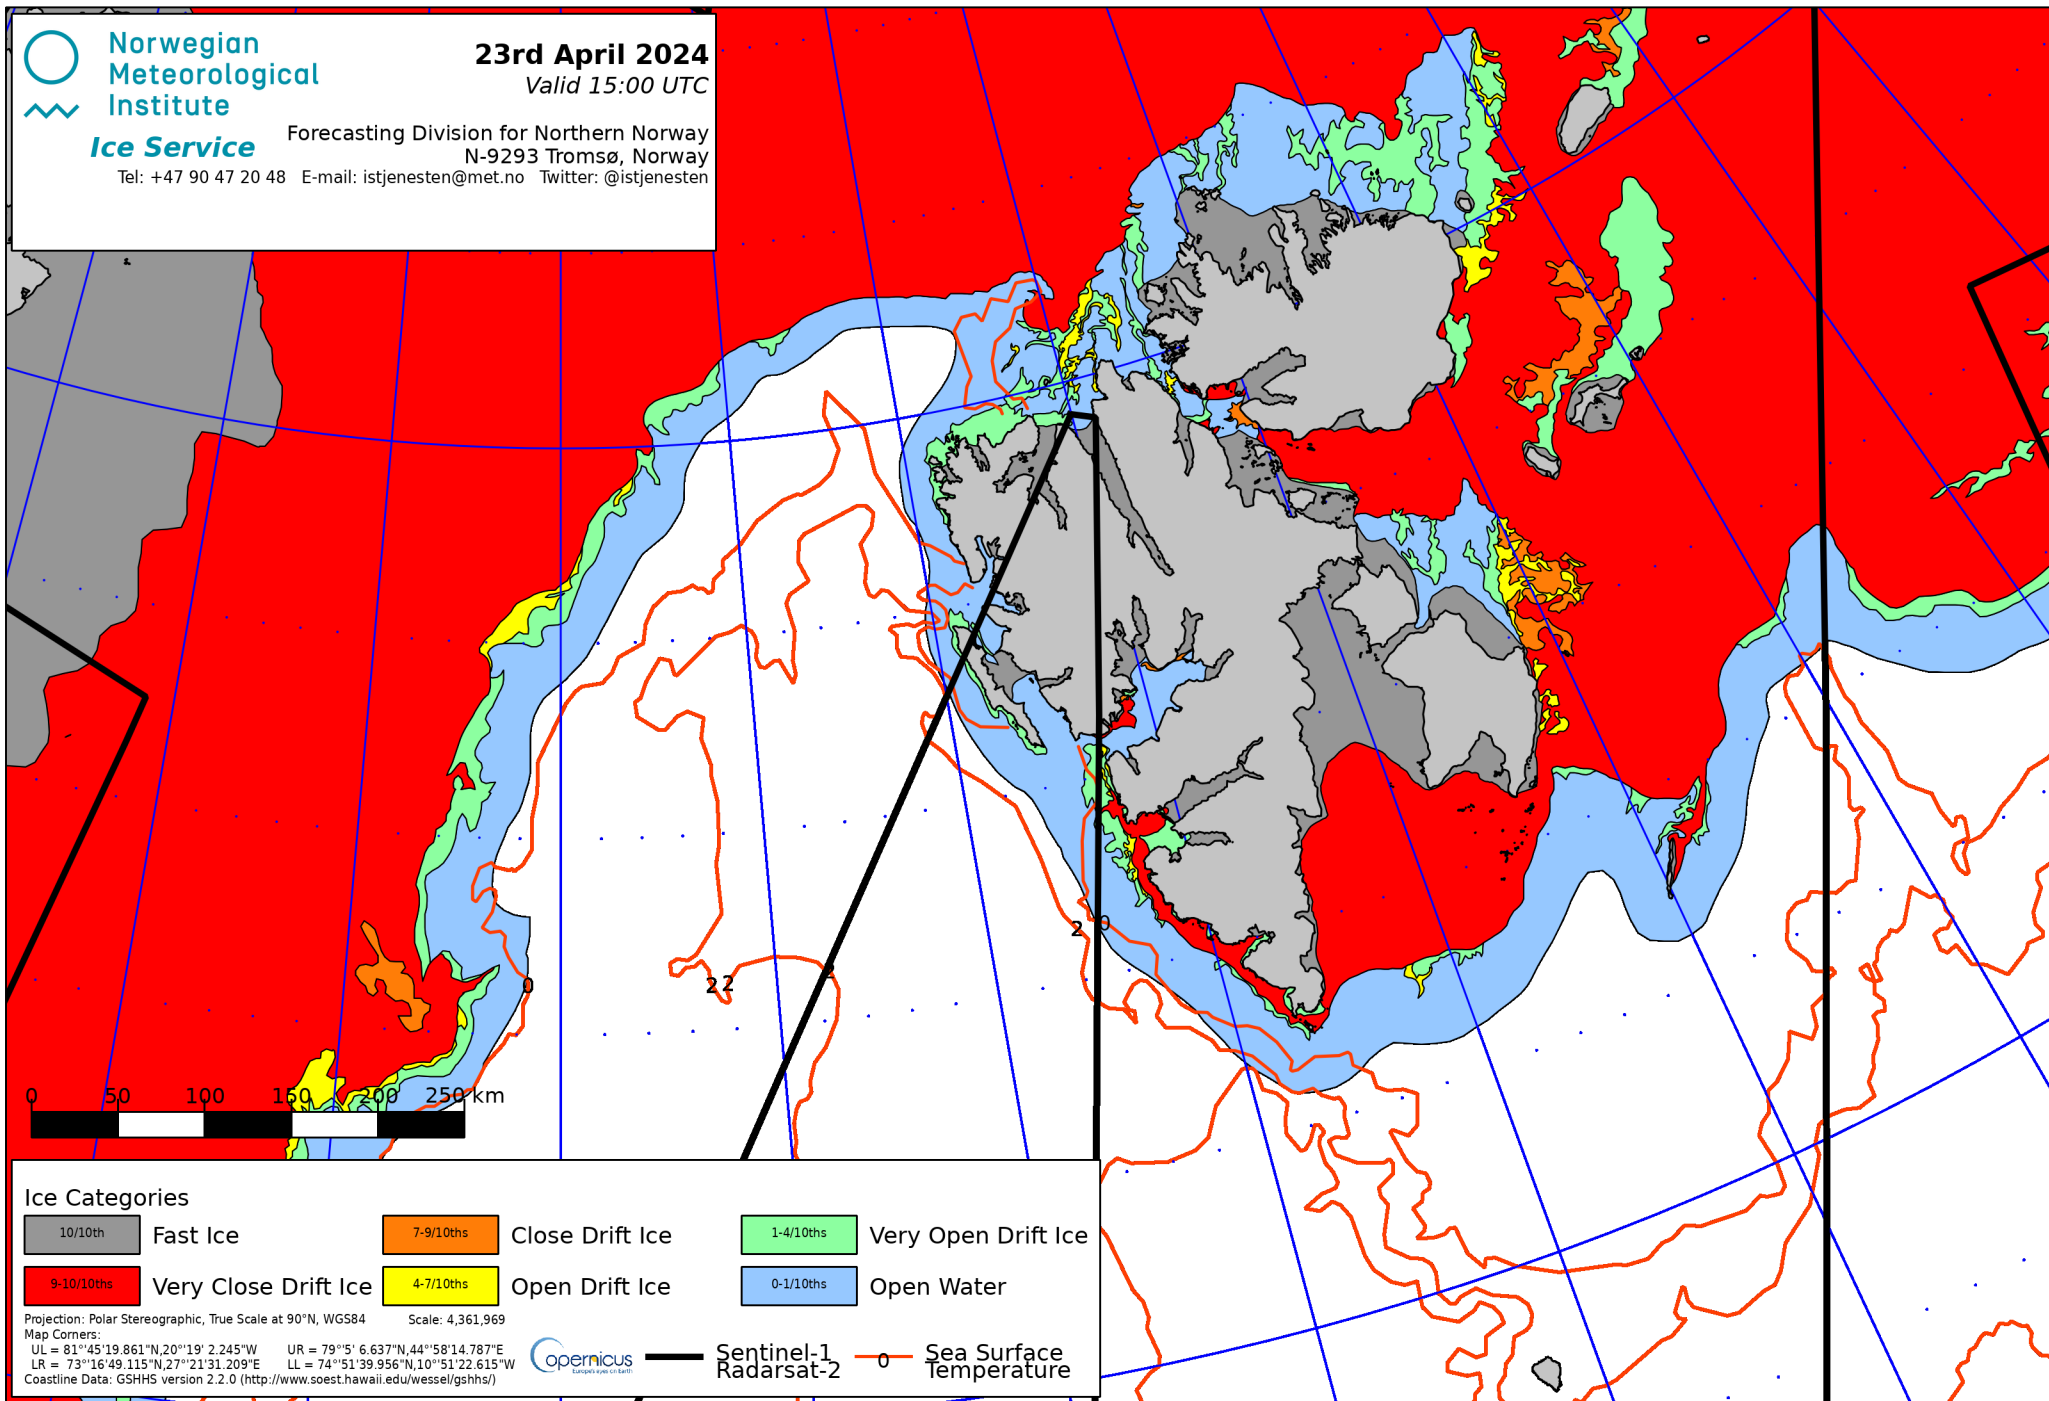 Norwegian
Meteorological
Institute
Ice Service
23rd April 2024
Valid 15:00 UTC
Forecasting Division for Northern Norway
N-9293 Tromsø, Norway
Tel: +47 90 47 20 48 E-mail: istjenesten@met.no Twitter: @istjenesten
2 0
0 2 2 2
0 50 100 150 200 250 km
Ice Categories
10/10th Fast Ice 7-9/10ths Close Drift Ice 1-4/10ths Very Open Drift Ice
9-10/10ths Very Close Drift Ice 4-7/10ths Open Drift Ice 0-1/10ths Open Water
Projection: Polar Stereographic, True Scale at 90°N, WGS84 Scale: 4,361,969
Map Corners:
UL = 81°'45'19.861"N,20°'19' 2.245"W UR = 79°'5' 6.637"N,44°'58'14.787"E
LR = 73°'16'49.115"N,27°'21'31.209"E LL = 74°'51'39.956"N,10°'51'22.615"W
Coastline Data: GSHHS version 2.2.0 (http://www.soest.hawaii.edu/wessel/gshhs/)
opernicus
Europe's eyes on Earth
Sentinel-1
Radarsat-2
0
Sea Surface
Temperature